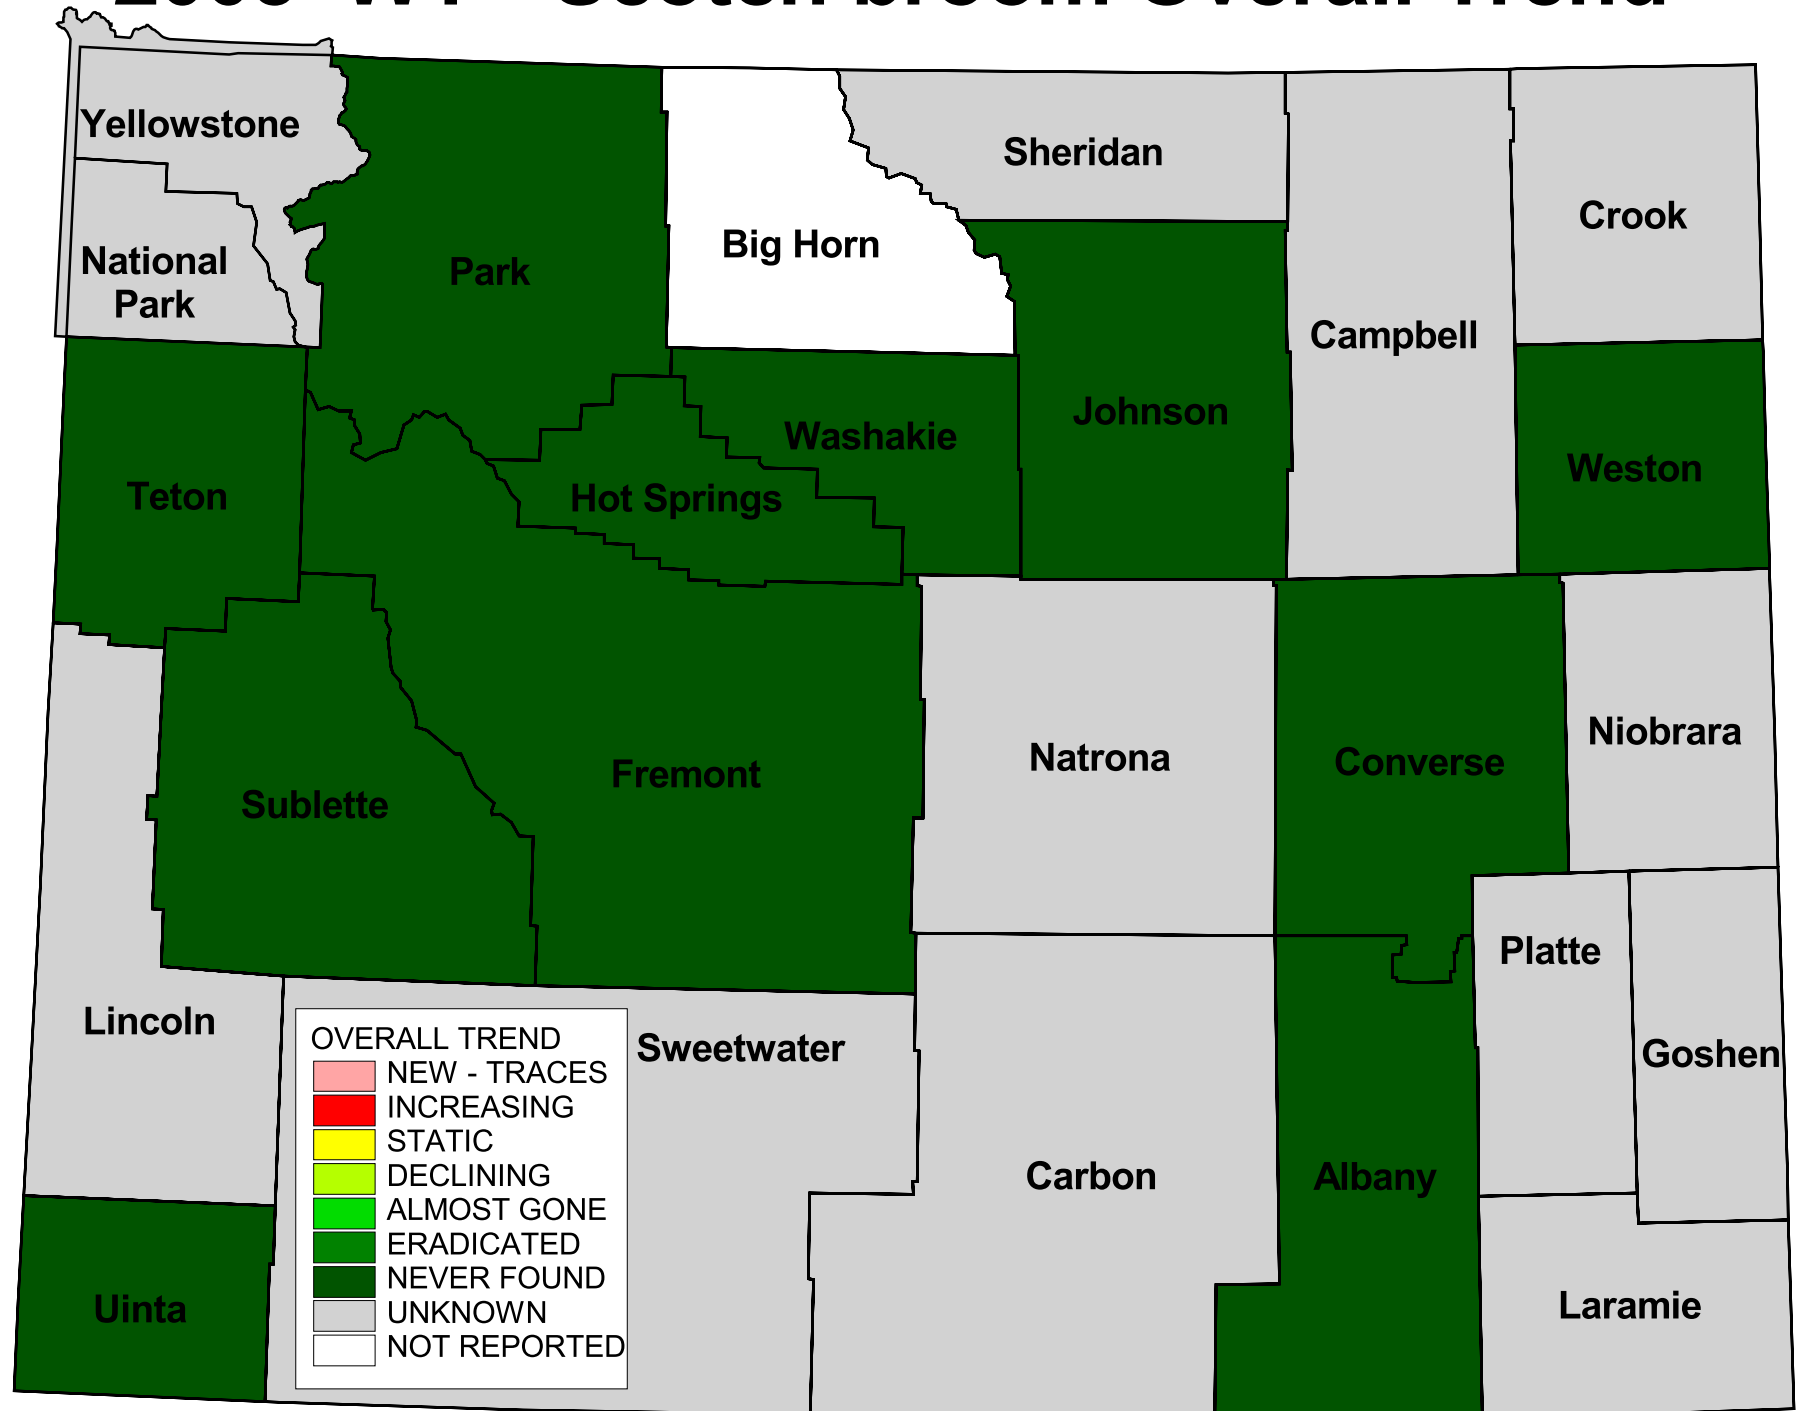 Yellowstone
National
Park
Park
Big Horn
Sheridan
Campbell
Crook
Johnson
Weston
Washakie
Hot Springs
Teton
Sublette
Fremont
Natrona
Converse
Niobrara
Platte
Goshen
Lincoln
Sweetwater
Carbon
Albany
Laramie
Uinta
OVERALL TREND
NEW - TRACES
INCREASING
STATIC
DECLINING
ALMOST GONE
ERADICATED
NEVER FOUND
UNKNOWN
NOT REPORTED